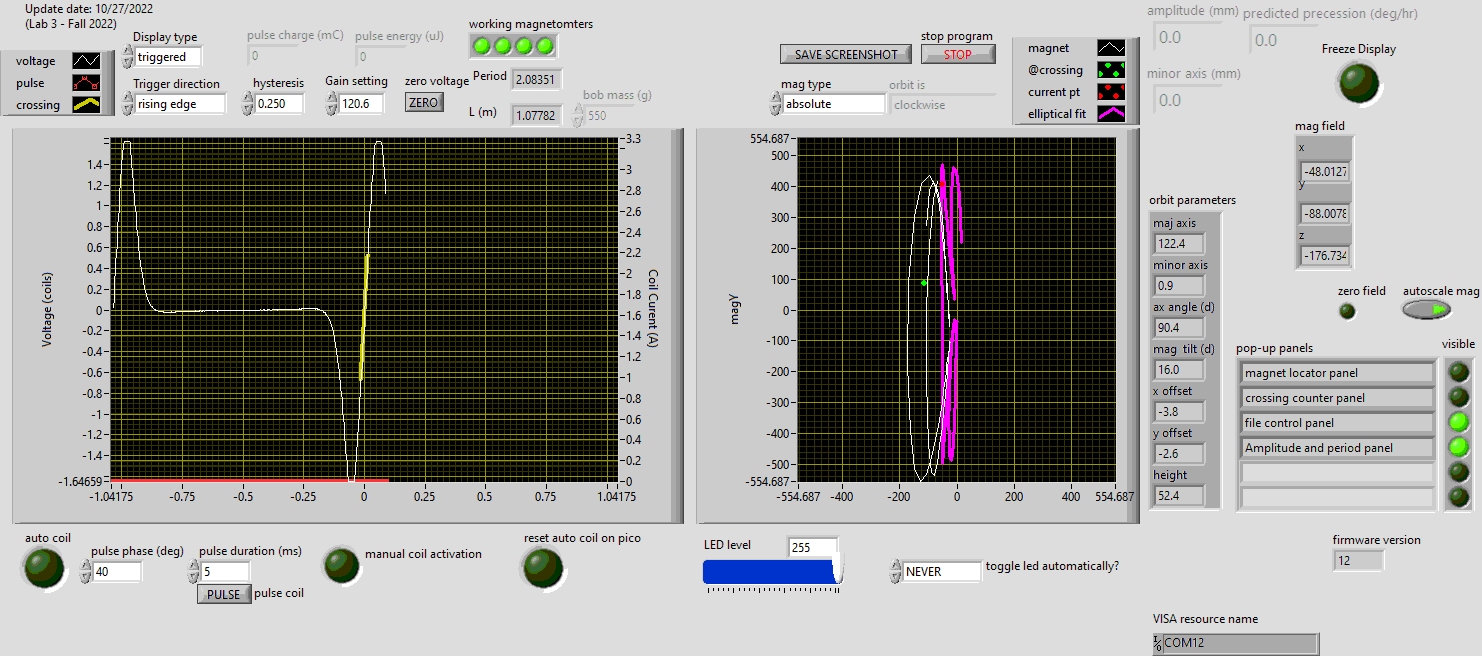 Update date: 10/27/2022
(Lab 3 - Fall 2022)
voltage
pulse
crossing
Display type
triggered
Trigger direction
rising edge
pulse charge (mC)
0
pulse energy (uJ)
0
hysteresis
0.250
Gain setting
120.6
zero voltage
ZERO
working magnetomters
Period
2.08351
L (m)
1.07782
bob mass (g)
550
SAVE SCREENSHOT
stop program
STOP
mag type
absolute
orbit is
clockwise
magnet
@crossing
current pt
elliptical fit
amplitude (mm)
0.0
predicted precession (deg/hr)
0.0
minor axis (mm)
0.0
Freeze Display
mag field
x
-48.0127
y
-88.0078
z
-176.734
zero field
autoscale mag
Voltage (coils)
1.4
1.2
1
0.8
0.6
0.4
0.2
0
-0.2
-0.4
-0.6
-0.8
-1
-1.2
-1.4
-1.64659
-1.04175
-0.75
-0.5
-0.25
0
0.25
0.5
0.75
1.04175
3.3
3
2.8
2.6
2.4
2.2
2
1.8
1.6
1.4
1.2
1
0.8
0.6
0.4
0.2
0
Coil Curent (A)
magy
554.687
500
400
300
200
100
0
-100
-200
-300
-400
-500
-554.687
-554.687
-400
-200
0
200
400
554.687
orbit parameters
maj axis
122.4
minor axis
0.9
ax angle (d)
90.4
mag tilt (d)
16.0
x offset
-3.8
y offset
-2.6
height
52.4
pop-up panels
visible
magnet locator panel
crossing counter panel
file control panel
Amplitude and period panel
auto coil
pulse phase (deg)
40
pulse duration (ms)
5
PULSE
pulse coil
manual coil activation
reset auto coil on pico
LED level
255
NEVER
toggle led automatically?
firmware version
12
VISA resource name
COM12